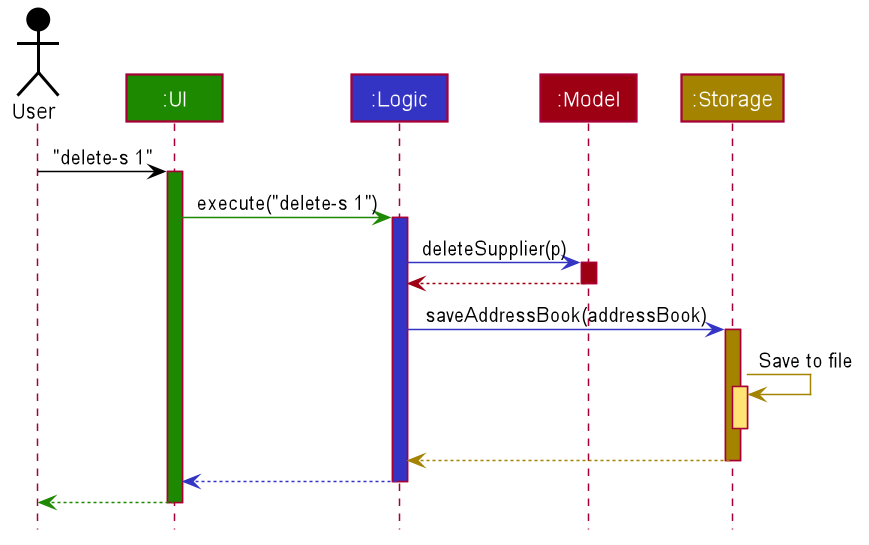 User
:UI
:Logic
:Model
:Storage
"delete-s 1"
execute("delete-s 1")
deleteSupplier(p)
saveAddressBook(addressBook)
Save to file